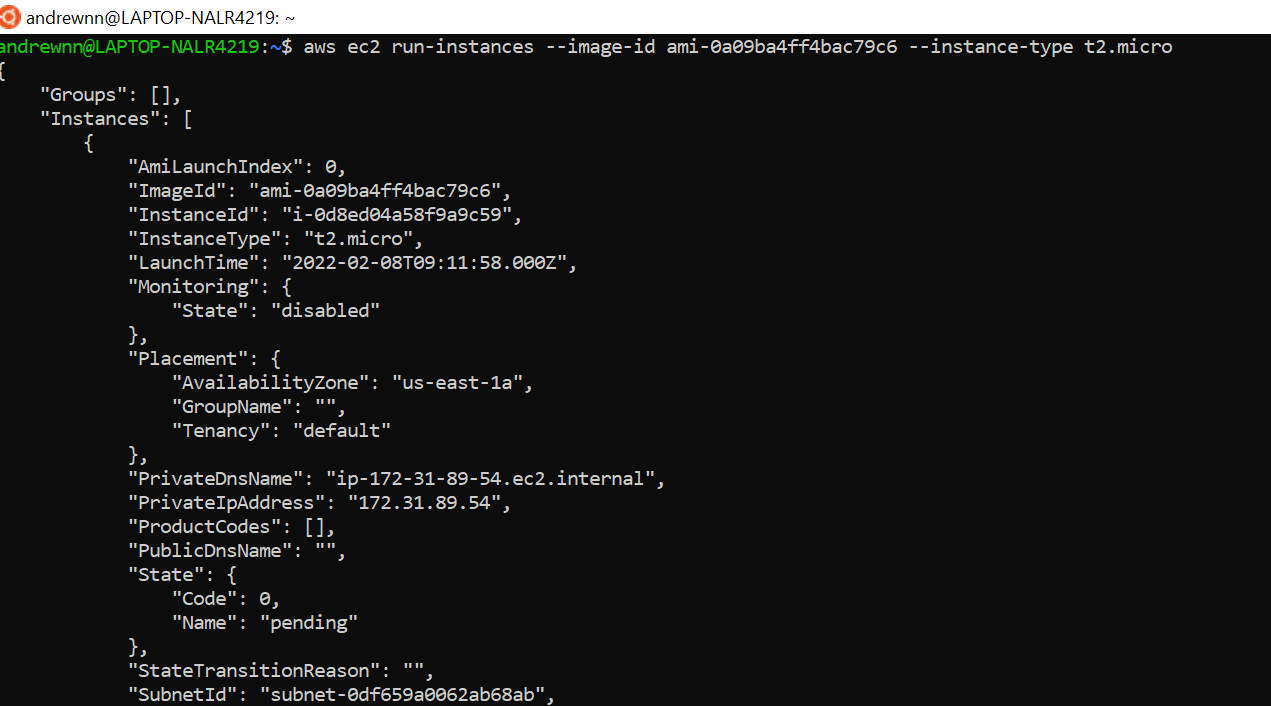 andrewnn@LAPTOP-NALR4219: ~
andrewnn@LAPTOP-NALR4219:~$ aws ec2 run-instances --image-id ami-0a09ba4ff4bac79c6 --instance-type t2.micro
{
    "Groups": [],
    "Instances": [
        {
            "AmiLaunchIndex": 0,
            "ImageId": "ami-0a09ba4ff4bac79c6",
            "InstanceId": "i-0d8ed04a58f9a9c59",
            "InstanceType": "t2.micro",
            "LaunchTime": "2022-02-08T09:11:58.000Z",
            "Monitoring": {
                "State": "disabled"
            },
            "Placement": {
                "AvailabilityZone": "us-east-1a",
                "GroupName": "",
                "Tenancy": "default"
            },
            "PrivateDnsName": "ip-172-31-89-54.ec2.internal",
            "PrivateIpAddress": "172.31.89.54",
            "ProductCodes": [],
            "PublicDnsName": "",
            "State": {
                "Code": 0,
                "Name": "pending"
            },
            "StateTransitionReason": "",
            "SubnetId": "subnet-0df659a0062ab68ab",